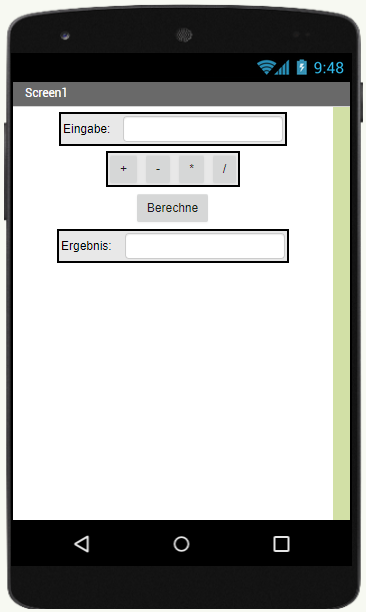 9:48
Screen1
Eingabe:
+ - * /
Berechne
Ergebnis: